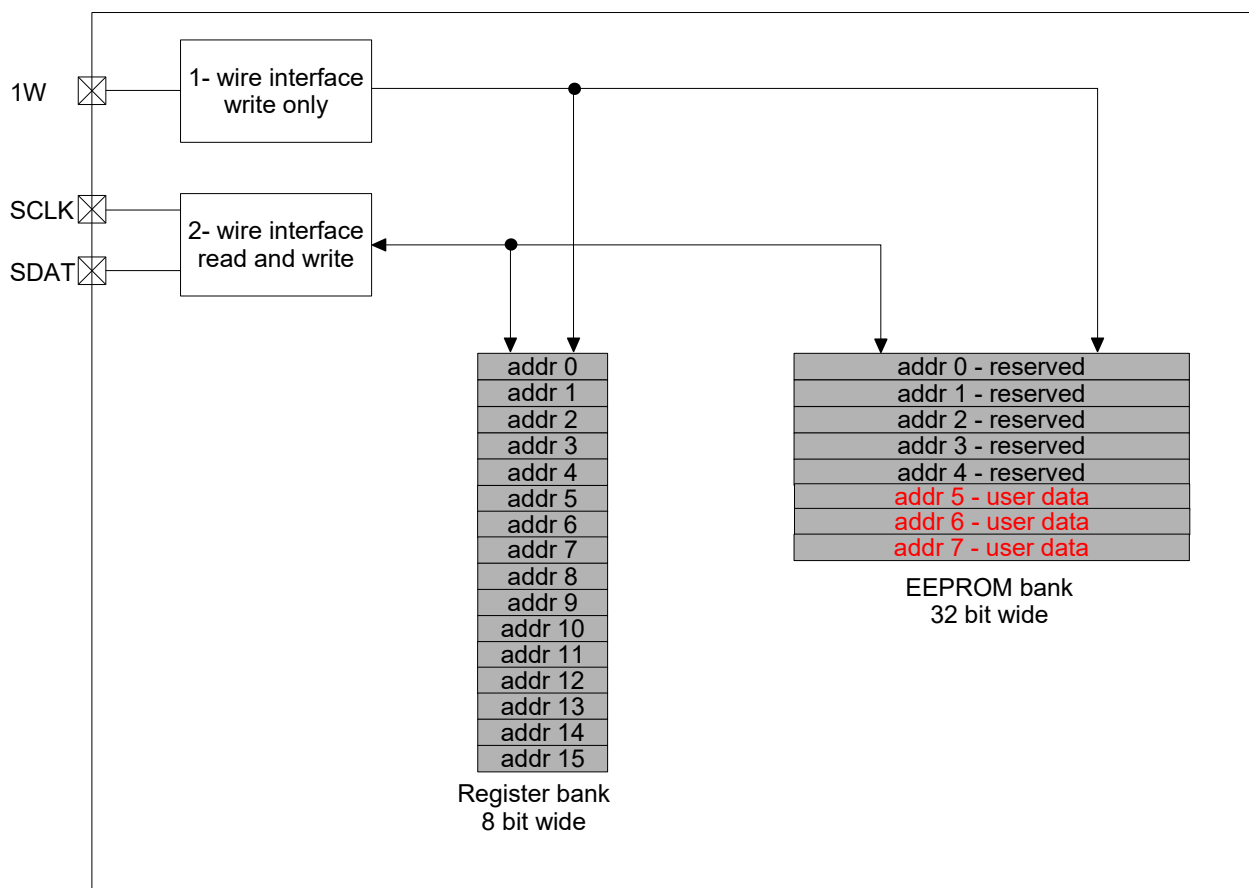 1W
1- wire interface
write only
SCLK
SDAT
2- wire interface
read and write
addr 0
addr 1
addr 2
addr 3
addr 4
addr 5
addr 6
addr 7
addr 8
addr 9
addr 10
addr 11
addr 12
addr 13
addr 14
addr 15
Register bank
8 bit wide
addr 0 - reserved
addr 1 - reserved
addr 2 - reserved
addr 3 - reserved
addr 4 - reserved
addr 5 - user data
addr 6 - user data
addr 7 - user data
EEPROM bank
32 bit wide